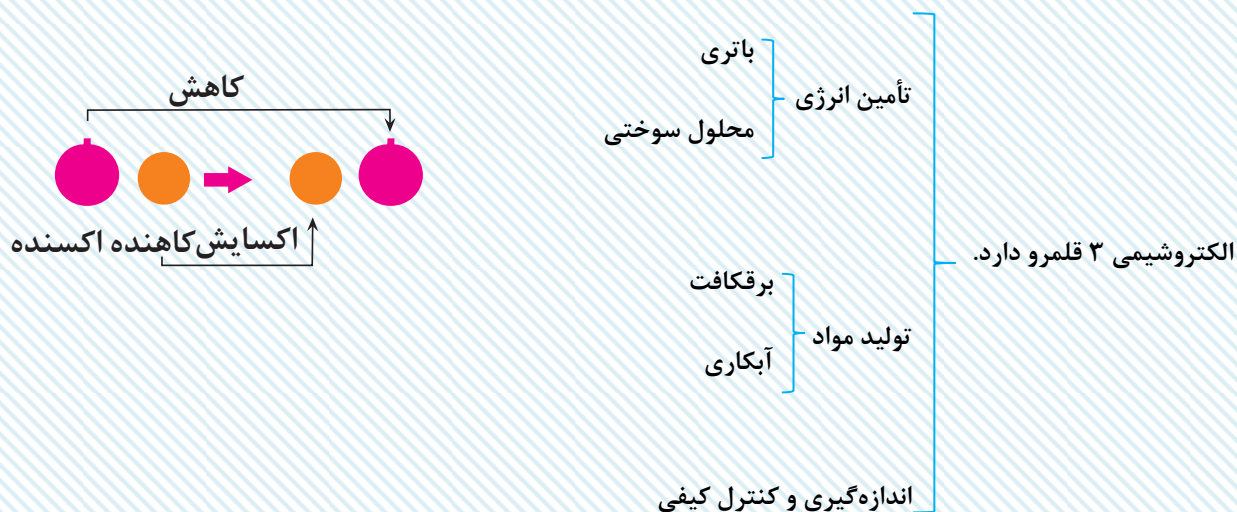 الکتروشیمی ۳ قلمرو دارد.
تأمین انرژی
باتری
محلول سوختی
تولید مواد
برقکافت
آبکاری
اندازه‌گیری و کنترل کیفی
کاهش
اکسایش کاهنده اکسنده